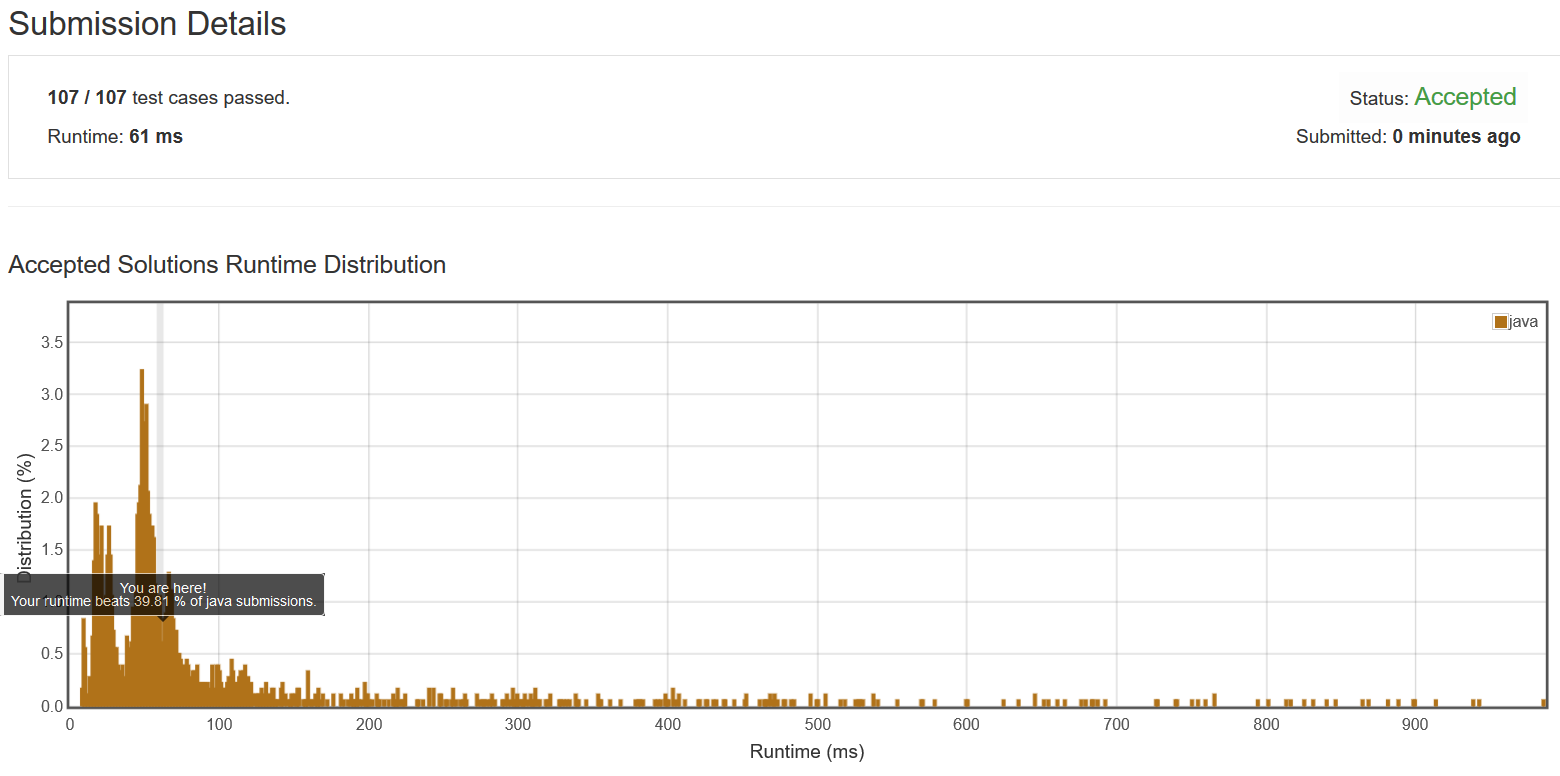 Submission Details
107 / 107 test cases passed.
Status: Accepted
Runtime: 61 ms
Submitted: 0 minutes ago
Accepted Solutions Runtime Distribution
java
3.5
3.0
2.5
2.0
1.5
1.0
0.5
0.0
Distribution (%)
You are here!
Your runtime beats 39.81 % of java submissions.
0 100 200 300 400 500 600 700 800 900
Runtime (ms)